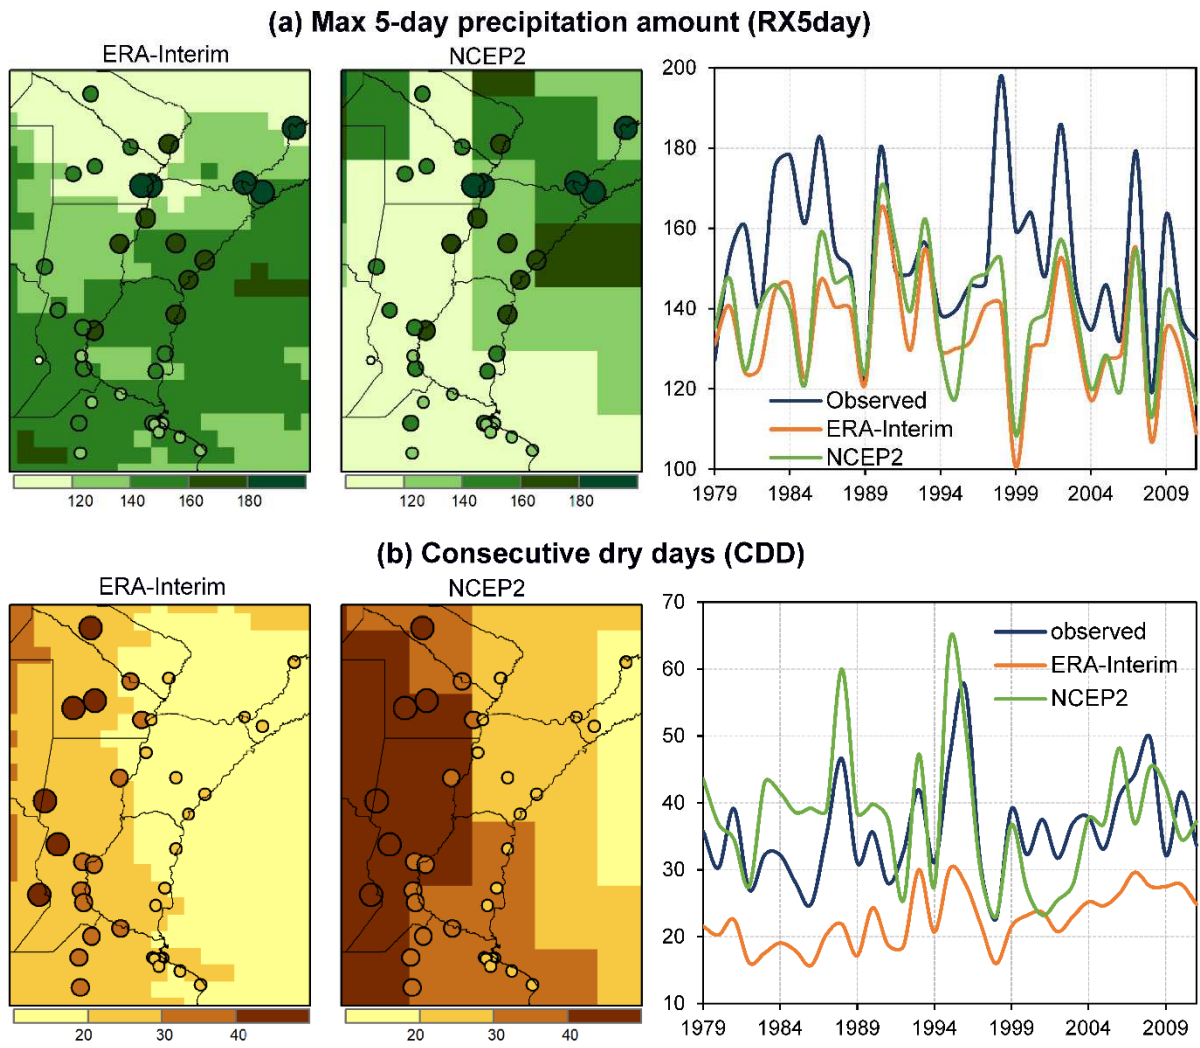 (a) Max 5-day precipitation amount (RX5day)
ERA-Interim
NCEP2
200
180
160
140
120
100
Observed
ERA-Interim
NCEP2
1979 1984 1989 1994 1999 2004 2009
120 140 160 180
120 140 160 180
(b) Consecutive dry days (CDD)
ERA-Interim
NCEP2
70
60
50
40
30
20
10
observed
ERA-Interim
NCEP2
1979 1984 1989 1994 1999 2004 2009
20 30 40
20 30 40